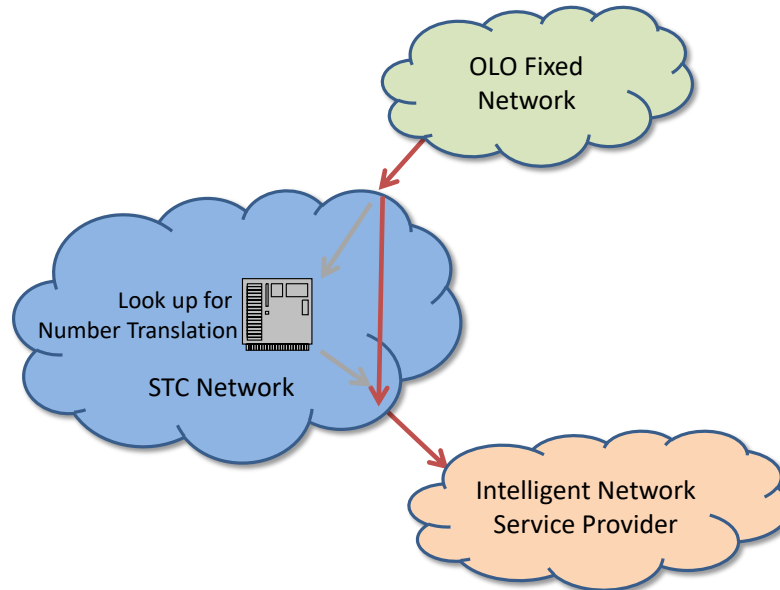 OLO Fixed
Network
Look up for
Number Translation
STC Network
Intelligent Network
Service Provider